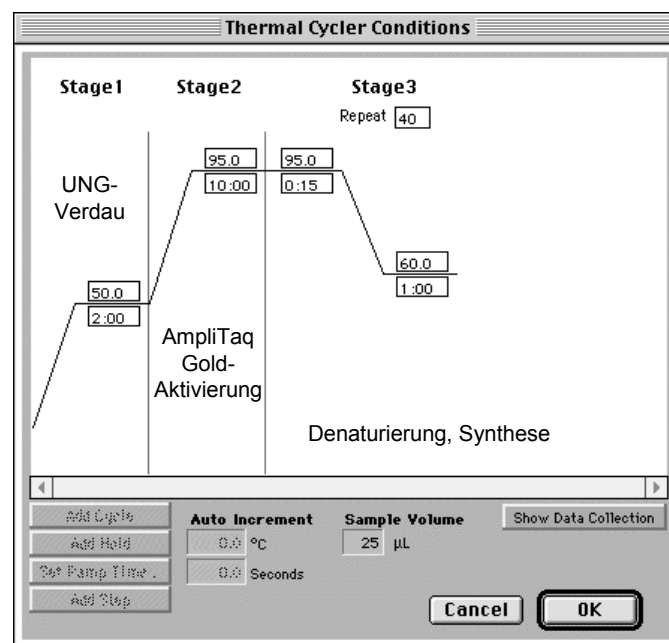 Thermal Cycler Conditions
Stage1 Stage2 Stage3
Repeat 40
UNG-
Verdau
95.0 95.0
10:00 0:15
50.0
2:00
60.0
1:00
AmpliTaq
Gold-
Aktivierung
Denaturierung, Synthese
Add Cycle
Add Hold
Set Ramp Time .
Add Step
Auto Increment
0.0 °C
0.0 Seconds
Sample Volume
25 µL
Show Data Collection
Cancel OK